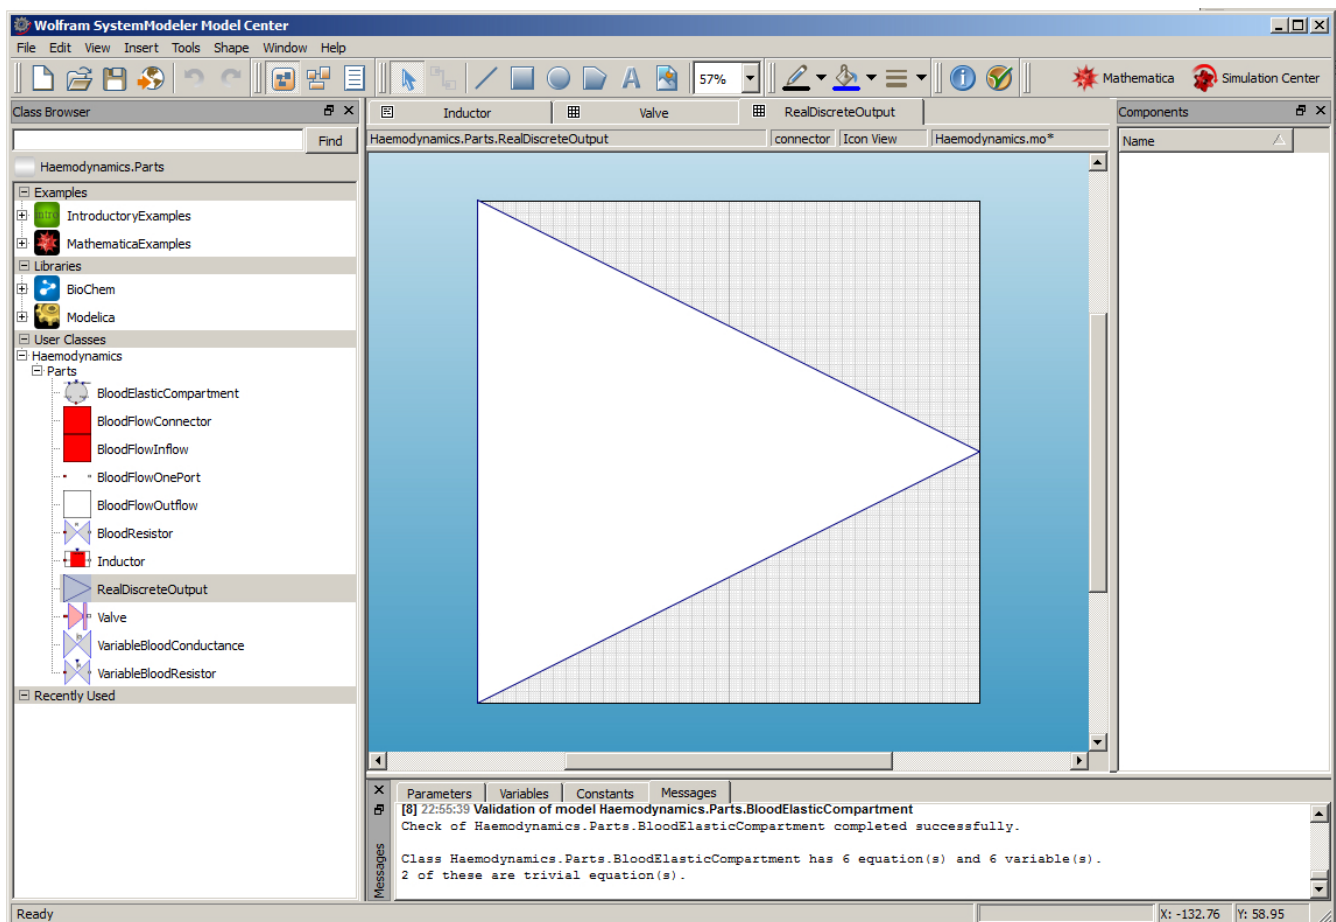 Wolfram SystemModeler Model Center
File Edit View Insert Tools Shape Window Help
A 57% Mathematica Simulation Center
Class Browser
Find
Haemodynamics.Parts
Examples
IntroductoryExamples
MathematicaExamples
Libraries
BioChem
Modelica
User Classes
Haemodynamics
Parts
BloodElasticCompartment
BloodFlowConnector
BloodFlowInflow
BloodFlowOnePort
BloodFlowOutflow
BloodResistor
Inductor
RealDiscreteOutput
Valve
VariableBloodConductance
VariableBloodResistor
Recently Used
Inductor Valve RealDiscreteOutput
Haemodynamics.Parts.RealDiscreteOutput connector Icon View Haemodynamics.mo*
Components
Name
Parameters Variables Constants Messages
Messages
[8] 22:55:39 Validation of model Haemodynamics.Parts.BloodElasticCompartment
Check of Haemodynamics.Parts.BloodElasticCompartment completed successfully.
Class Haemodynamics.Parts.BloodElasticCompartment has 6 equation(s) and 6 variable(s).
2 of these are trivial equation(s).
Ready X: -132.76 Y: 58.95